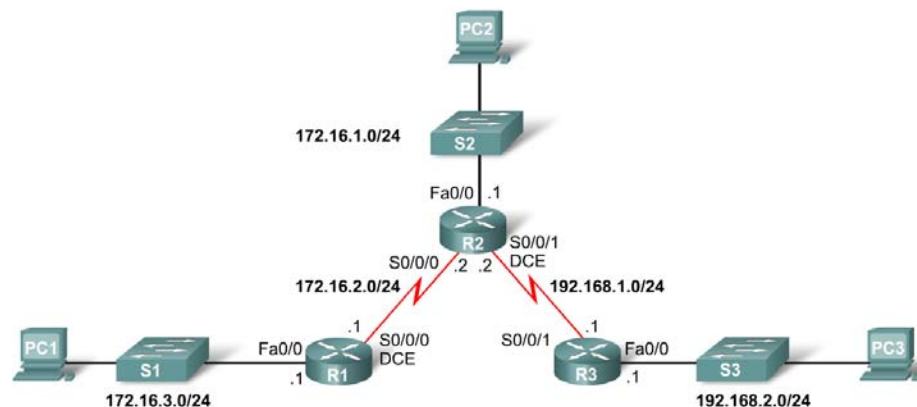 PC2
172.16.1.0/24
S2
Fa0/0 .1
R2
S0/0/1
DCE
S0/0/0
.2 .2
172.16.2.0/24
192.168.1.0/24
.1
S0/0/0
DCE
.1
S0/0/1
PC1
S1
Fa0/0
.1
R1
R3
Fa0/0
.1
S3
PC3
172.16.3.0/24
192.168.2.0/24